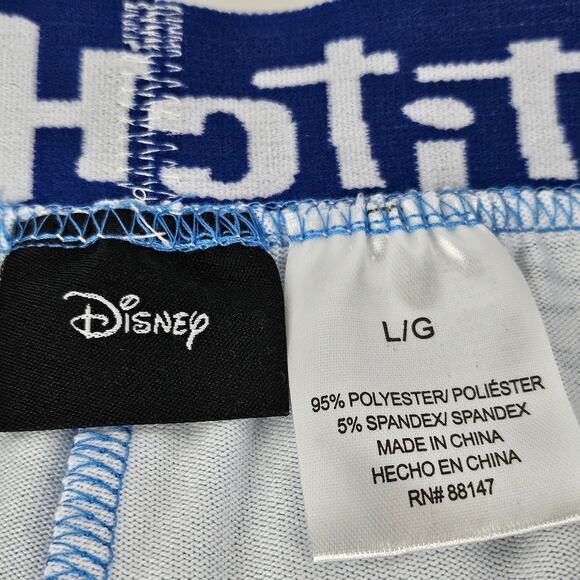 DISNEY
L/G
95% POLYESTER/ POLIÉSTER
5% SPANDEX/ SPANDEX
MADE IN CHINA
HECHO EN CHINA
RN# 88147